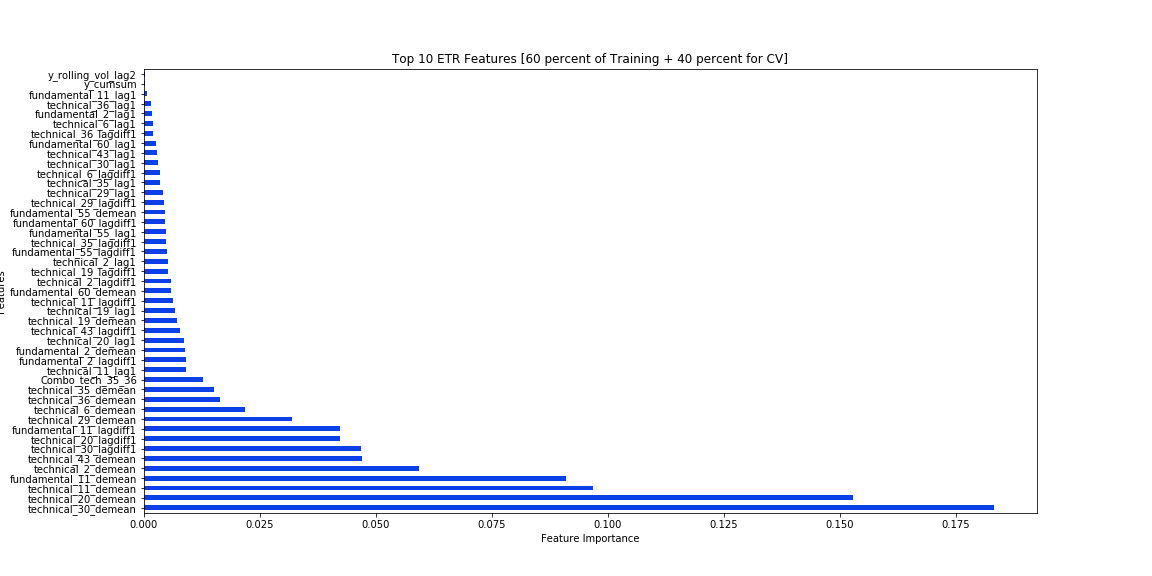 Top 10 ETR Features [60 percent of Training + 40 percent for CV]
y_rolling_vol_lag2
y_cumsum
fundamental_11_lag1
technical_36_lag1
fundamental_2_lag1
technical_6_lag1
technical_36_lagdiff1
fundamental_60_lag1
technical_43_lag1
technical_30_lag1
technical_6_lagdiff1
technical_35_lag1
technical_29_lag1
technical_29_lagdiff1
fundamental_55_demean
fundamental_60_lagdiff1
fundamental_55_lag1
technical_35_lagdiff1
fundamental_55_lagdiff1
technical_2_lag1
technical_19_lagdiff1
technical_2_lagdiff1
fundamental_60_demean
technical_11_lagdiff1
technical_19_lag1
technical_19_demean
technical_43_lagdiff1
technical_20_lag1
fundamental_2_demean
fundamental_2_lagdiff1
technical_11_lag1
Combo_tech_35_36
technical_35_demean
technical_36_demean
technical_6_demean
technical_29_demean
fundamental_11_lagdiff1
technical_20_lagdiff1
technical_30_lagdiff1
technical_43_demean
technical_2_demean
fundamental_11_demean
technical_11_demean
technical_20_demean
technical_30_demean
0.000 0.025 0.050 0.075 0.100 0.125 0.150 0.175
Feature Importance